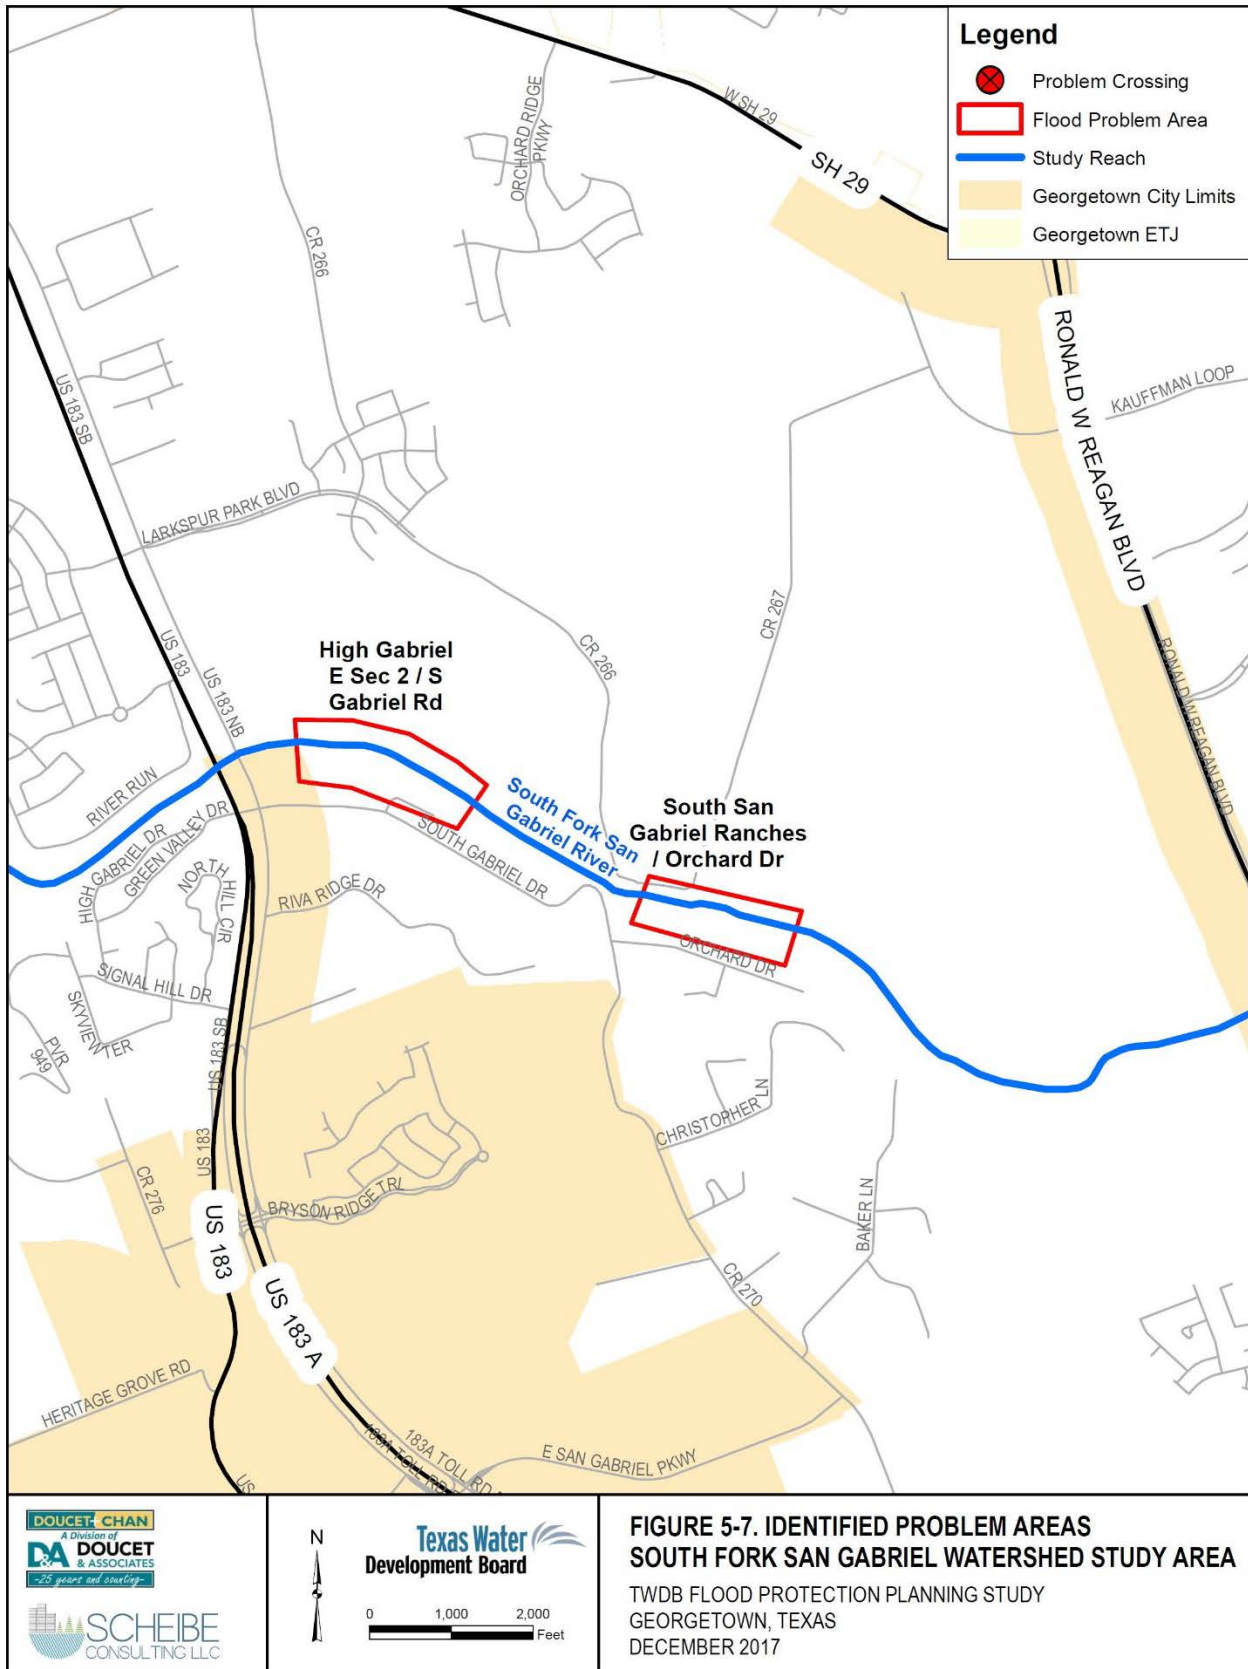 Legend
Problem Crossing
Flood Problem Area
Study Reach
Georgetown City Limits
Georgetown ETJ
ORCHARD RIDGE
PKWY
W SH 29
SH 29
CR 266
RONALD W REAGAN BLVD
KAUFFMAN LOOP
US 183 SB
LARKSPUR PARK BLVD
CR 267
US 183
US 183 NB
CR 266
RONALD W REAGAN BLVD
High Gabriel
E Sec 2 / S
Gabriel Rd
RIVER RUN
South Fork San
Gabriel River
South San
Gabriel Ranches
/ Orchard Dr
HIGH GABRIEL DR
GREEN VALLEY DR
SOUTH GABRIEL DR
NORTH
HILL CIR
RIVA RIDGE DR
ORCHARD DR
SIGNAL HILL DR
SKYVIEW TER
PVR
949
US 183 SB
CHRISTOPHER LN
US 183
CR 276
BRYSON RIDGE TRL
BAKER LN
US 183
CR 270
US 183 A
HERITAGE GROVE RD
183A TOLL RD
183A TOLL RD
E SAN GABRIEL PKWY
US
DOUCET+CHAN
A Division of
D&A DOUCET
& ASSOCIATES
-25 years and counting-
SCHEIBE
CONSULTING LLC
N
Texas Water
Development Board
0 1,000 2,000
Feet
FIGURE 5-7. IDENTIFIED PROBLEM AREAS
SOUTH FORK SAN GABRIEL WATERSHED STUDY AREA
TWDB FLOOD PROTECTION PLANNING STUDY
GEORGETOWN, TEXAS
DECEMBER 2017